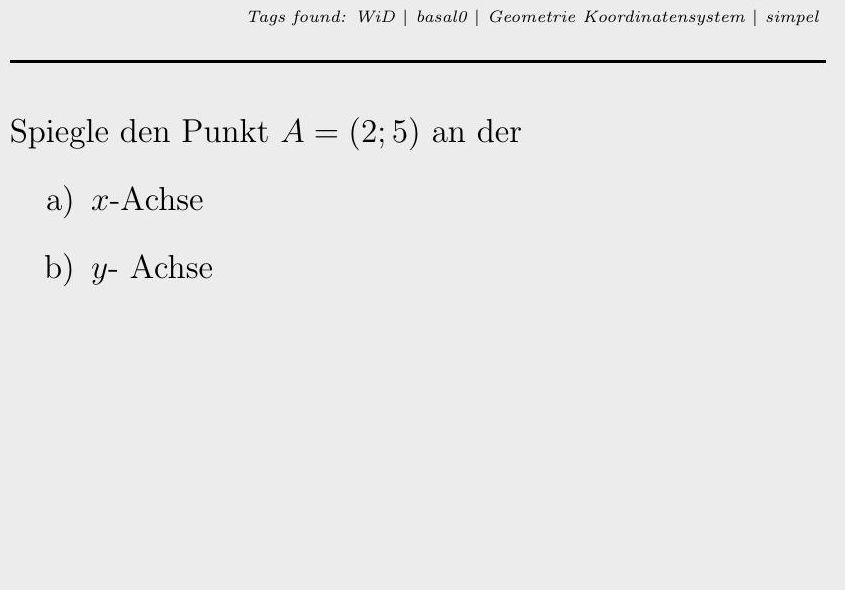 Tags found: WiD | basal0 | Geometrie Koordinatensystem | simpel
Spiegle den Punkt A = (2; 5) an der
a) x-Achse
b) y- Achse